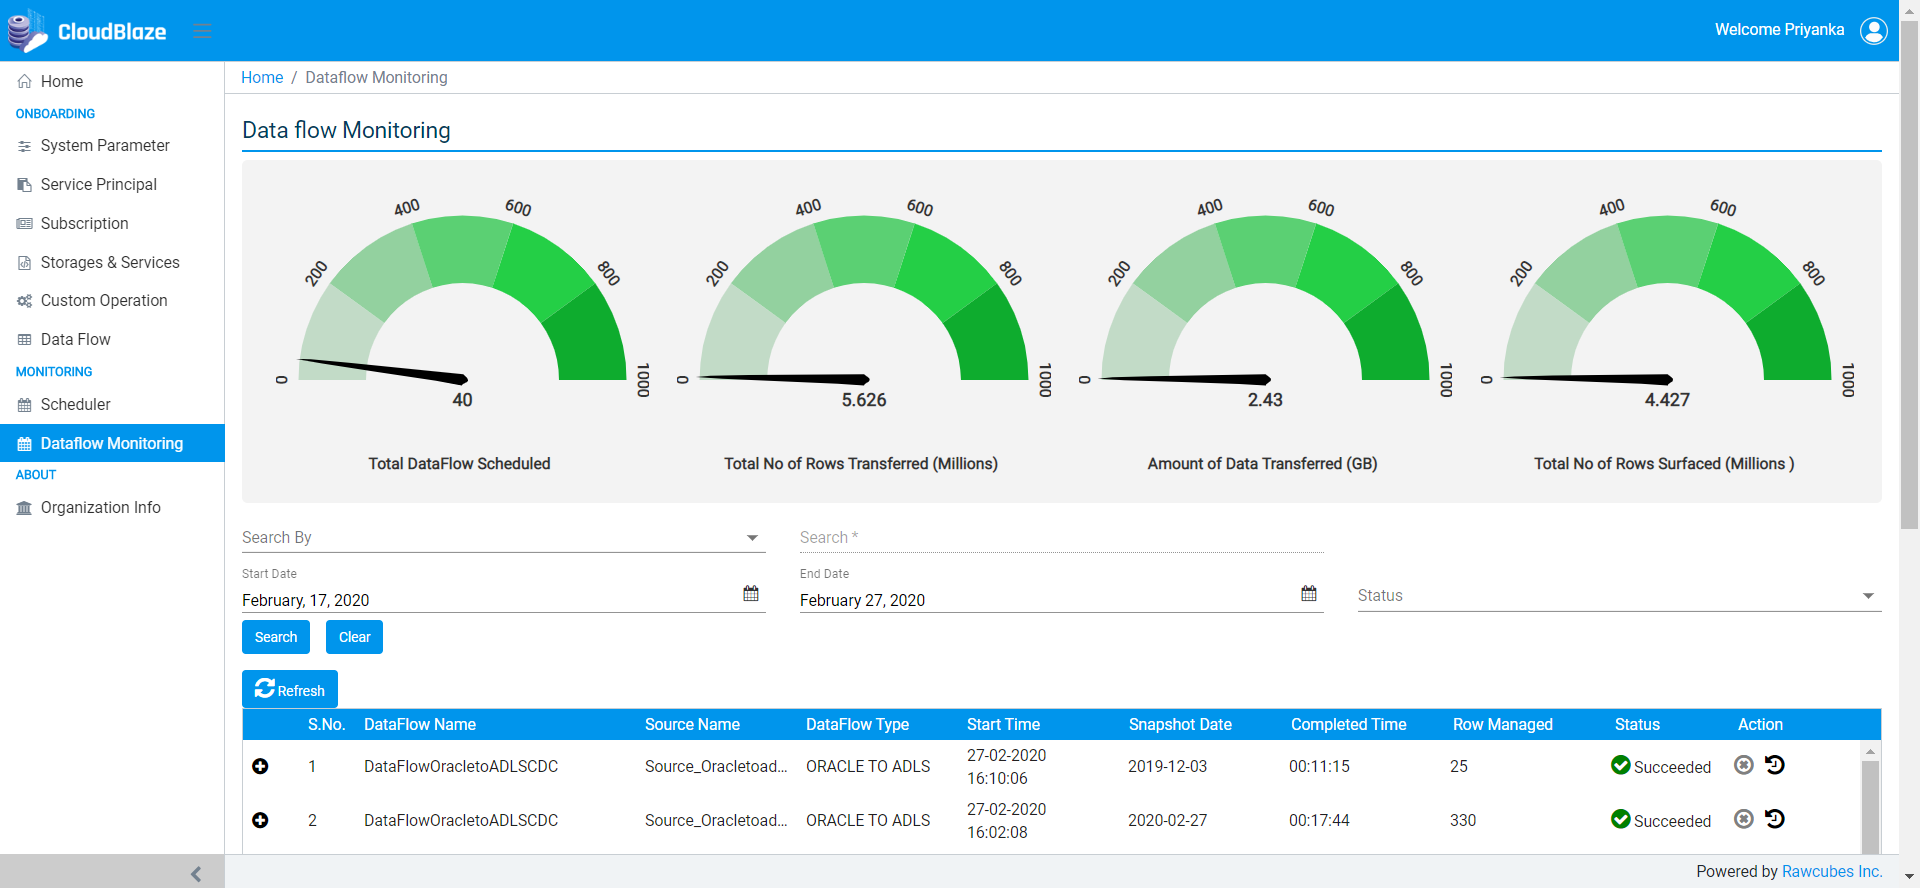 CloudBlaze
Welcome Priyanka
Home
ONBOARDING
System Parameter
Service Principal
Subscription
Storages & Services
Custom Operation
Data Flow
MONITORING
Scheduler
Dataflow Monitoring
ABOUT
Organization Info
Home / Dataflow Monitoring
Data flow Monitoring
0 200 400 600 800 1000
40
Total DataFlow Scheduled
0 200 400 600 800 1000
5.626
Total No of Rows Transferred (Millions)
0 200 400 600 800 1000
2.43
Amount of Data Transferred (GB)
0 200 400 600 800 1000
4.427
Total No of Rows Surfaced (Millions )
Search By
Search *
Start Date
February, 17, 2020
End Date
February 27, 2020
Status
Search
Clear
Refresh
S.No. DataFlow Name Source Name DataFlow Type Start Time Snapshot Date Completed Time Row Managed Status Action
1 DataFlowOracletoADLSCDC Source_Oracletoad... ORACLE TO ADLS 27-02-2020 16:10:06 2019-12-03 00:11:15 25 Succeeded
2 DataFlowOracletoADLSCDC Source_Oracletoad... ORACLE TO ADLS 27-02-2020 16:02:08 2020-02-27 00:17:44 330 Succeeded
Powered by Rawcubes Inc.